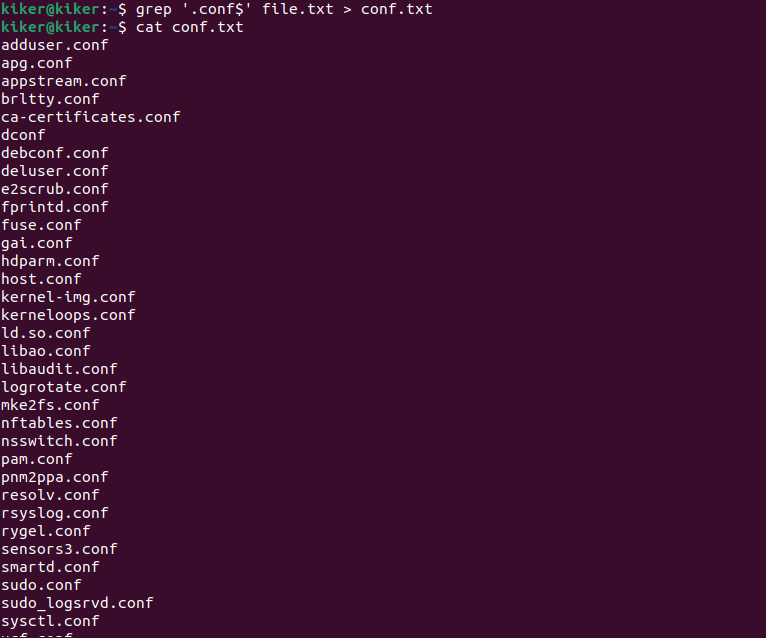 kiker@kiker:~$ grep '.conf$' file.txt > conf.txt
kiker@kiker:~$ cat conf.txt
adduser.conf
apg.conf
appstream.conf
brltty.conf
ca-certificates.conf
dconf
debconf.conf
deluser.conf
e2scrub.conf
fprintd.conf
fuse.conf
gai.conf
hdparm.conf
host.conf
kernel-img.conf
kerneloops.conf
ld.so.conf
libao.conf
libaudit.conf
logrotate.conf
mke2fs.conf
nftables.conf
nsswitch.conf
pam.conf
pnm2ppa.conf
resolv.conf
rsyslog.conf
rygel.conf
sensors3.conf
smartd.conf
sudo.conf
sudo_logsrvd.conf
sysctl.conf